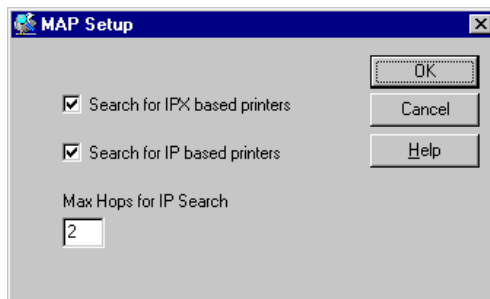 MAP Setup
OK
Search for IPX based printers
Cancel
Search for IP based printers
Help
Max Hops for IP Search
2